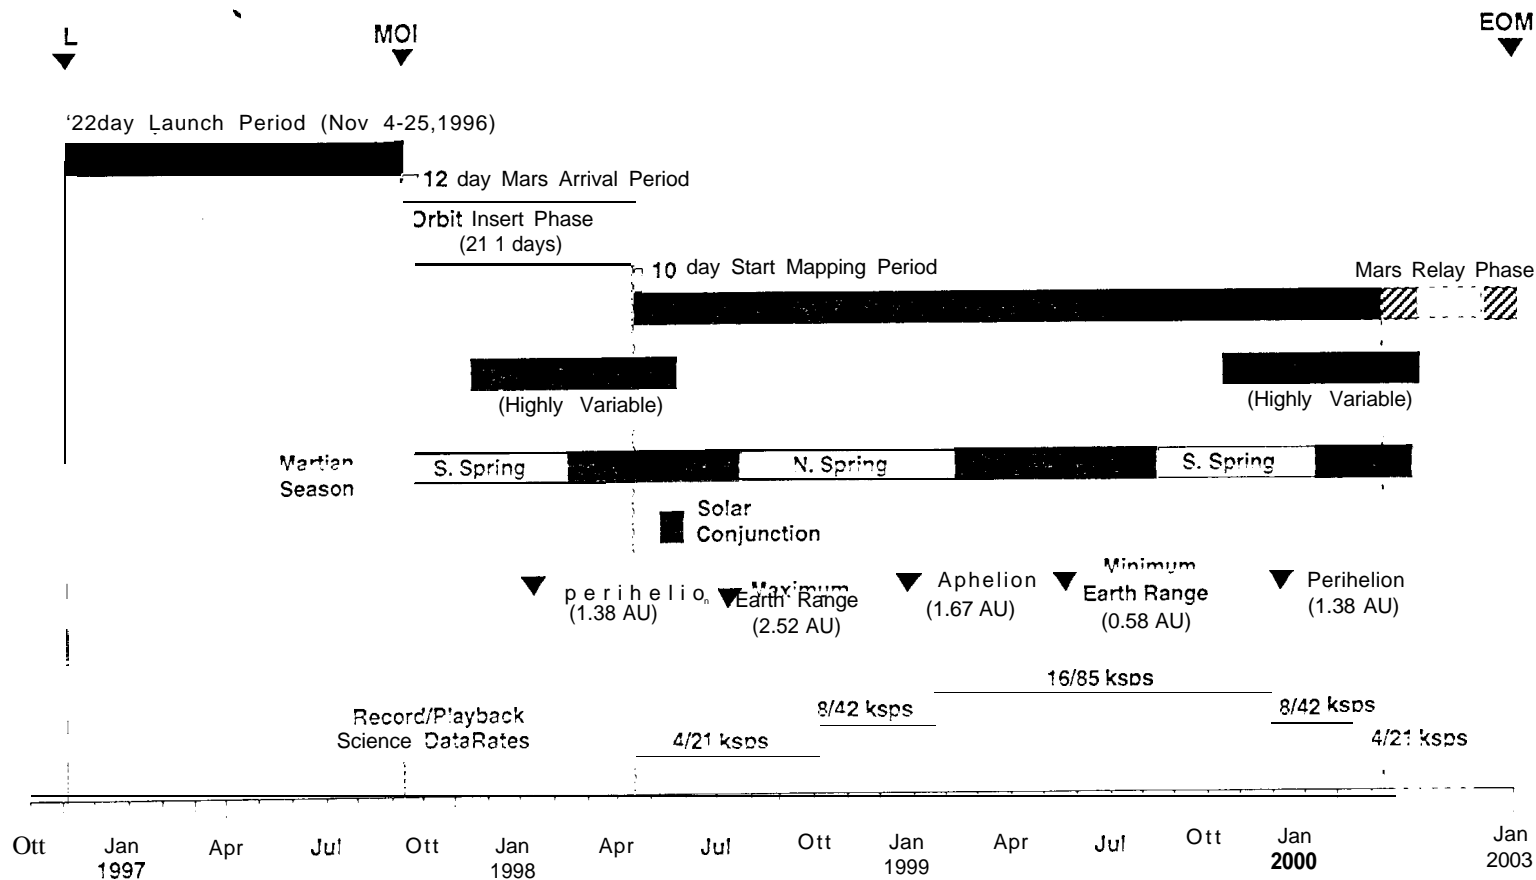 L
MOI
EOM
'22day Launch Period (Nov 4-25,1996)
12 day Mars Arrival Period
Orbit Insert Phase
(21 1 days)
10 day Start Mapping Period
Mars Relay Phase
(Highly Variable)
(Highly Variable)
Martian
Season
S. Spring
N. Spring
S. Spring
Solar
Conjunction
perihelion
(1.38 AU)
Maximum
Earth Range
(2.52 AU)
Aphelion
(1.67 AU)
Minimum
Earth Range
(0.58 AU)
Perihelion
(1.38 AU)
Record/Playback
Science DataRates
4/21 ksps
8/42 ksps
16/85 ksps
8/42 ksps
4/21 ksps
Ott
Jan
1997
Apr
Jul
Ott
Jan
1998
Apr
Jul
Ott
Jan
1999
Apr
Jul
Ott
Jan
2000
Jan
2003